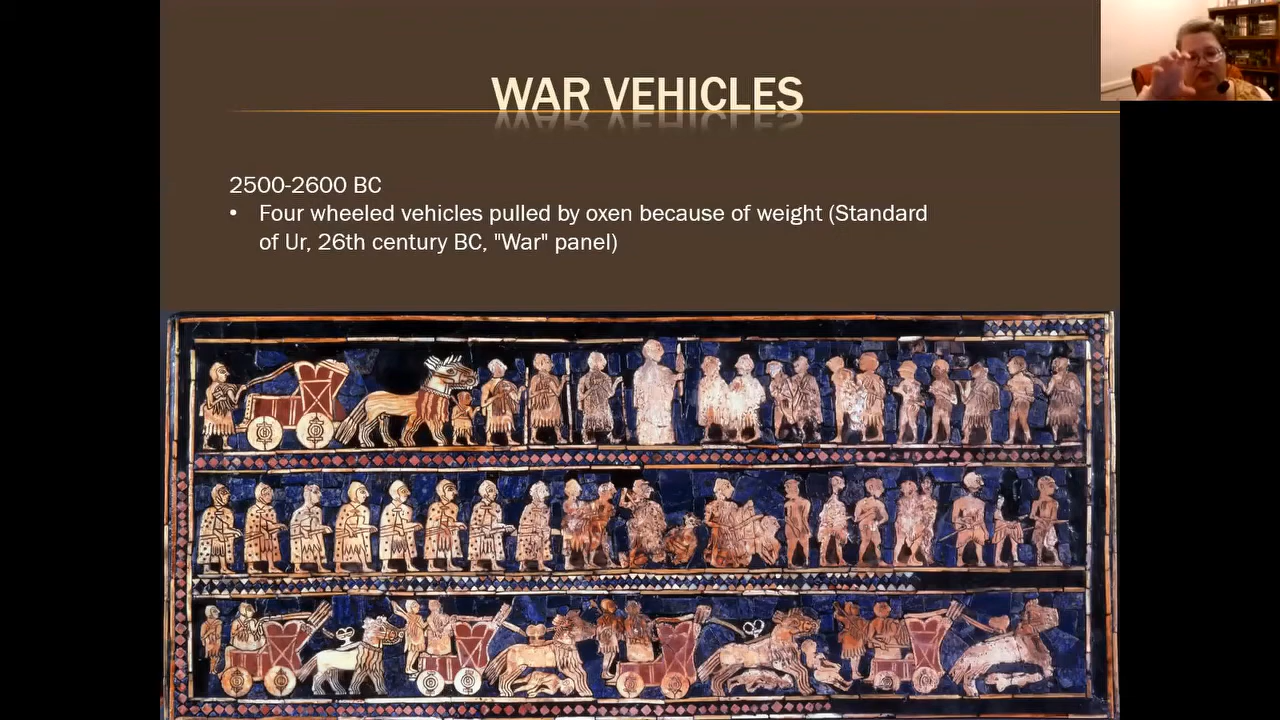 WAR VEHICLES
2500-2600 BC
• Four wheeled vehicles pulled by oxen because of weight (Standard
of Ur, 26th century BC, "War" panel)